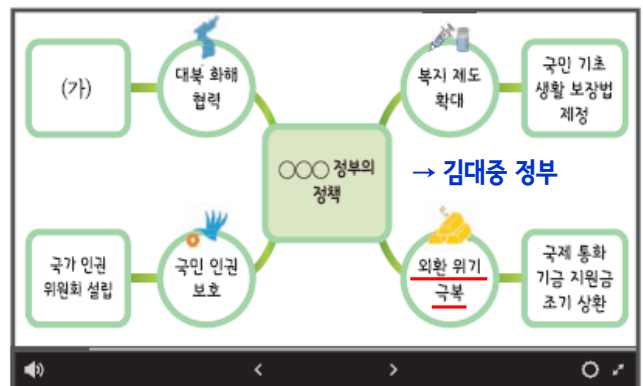 (가)
대북 화해
협력
복지 제도
확대
국민 기초
생활 보장법
제정
○○○ 정부의
정책
→ 김대중 정부
국가 인권
위원회 설립
국민 인권
보호
외환 위기
극복
국제 통화
기금 지원금
조기 상환